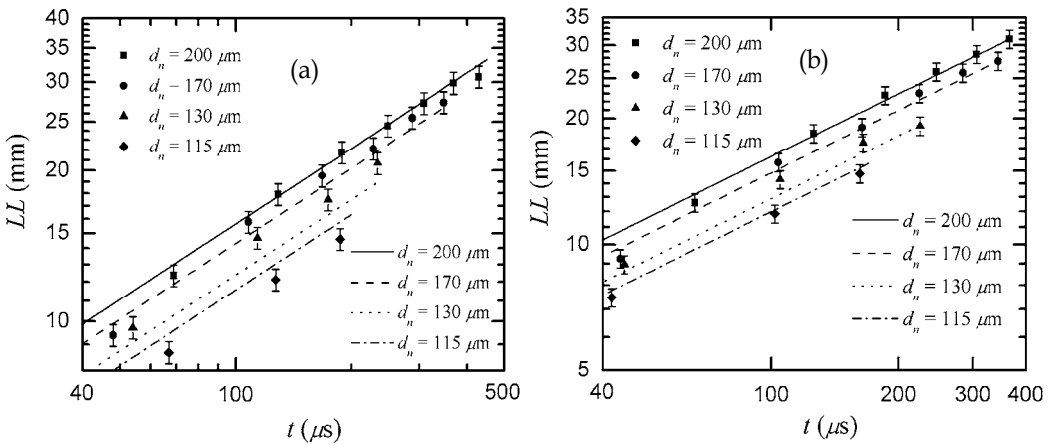 (a)
LL (mm)
40
30
25
20
15
10
dₙ = 200 μm
dₙ – 170 μm
dₙ = 130 μm
dₙ = 115 μm
dₙ = 200 μm
dₙ = 170 μm
dₙ = 130 μm
dₙ = 115 μm
40 100 500
t (μs)
(b)
LL (mm)
35
30
25
20
15
10
5
dₙ = 200 μm
dₙ = 170 μm
dₙ = 130 μm
dₙ = 115 μm
dₙ = 200 μm
dₙ = 170 μm
dₙ = 130 μm
dₙ = 115 μm
40 100 200 300 400
t (μs)